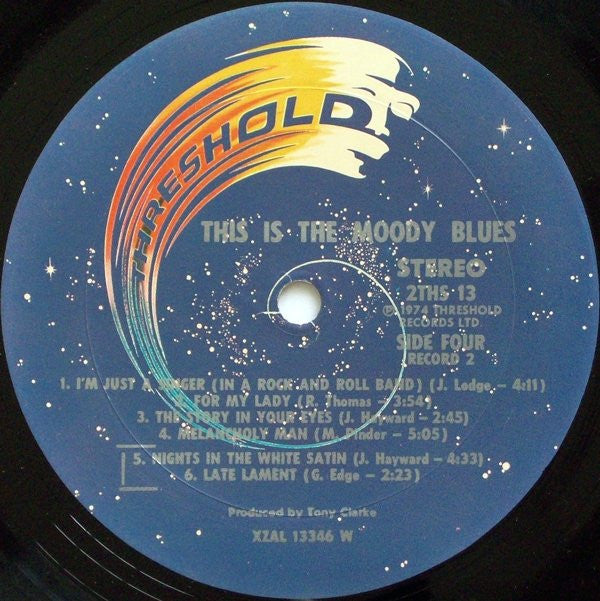 THRESHOLD
THIS IS THE MOODY BLUES
STEREO
2THS 13
Ⓟ 1974 THRESHOLD
RECORDS LTD.
SIDE FOUR
RECORD 2
1. I'M JUST A SINGER (IN A ROCK AND ROLL BAND) (J. Lodge – 4:11)
FOR MY LADY (R. Thomas – 3:54)
3. THE STORY IN YOUR EYES (J. Hayward – 2:45)
4. MELANCHOLY MAN (M. Pinder – 5:05)
5. NIGHTS IN THE WHITE SATIN (J. Hayward – 4:33)
6. LATE LAMENT (G. Edge – 2:23)
Produced by Tony Clarke
XZAL 13346 W